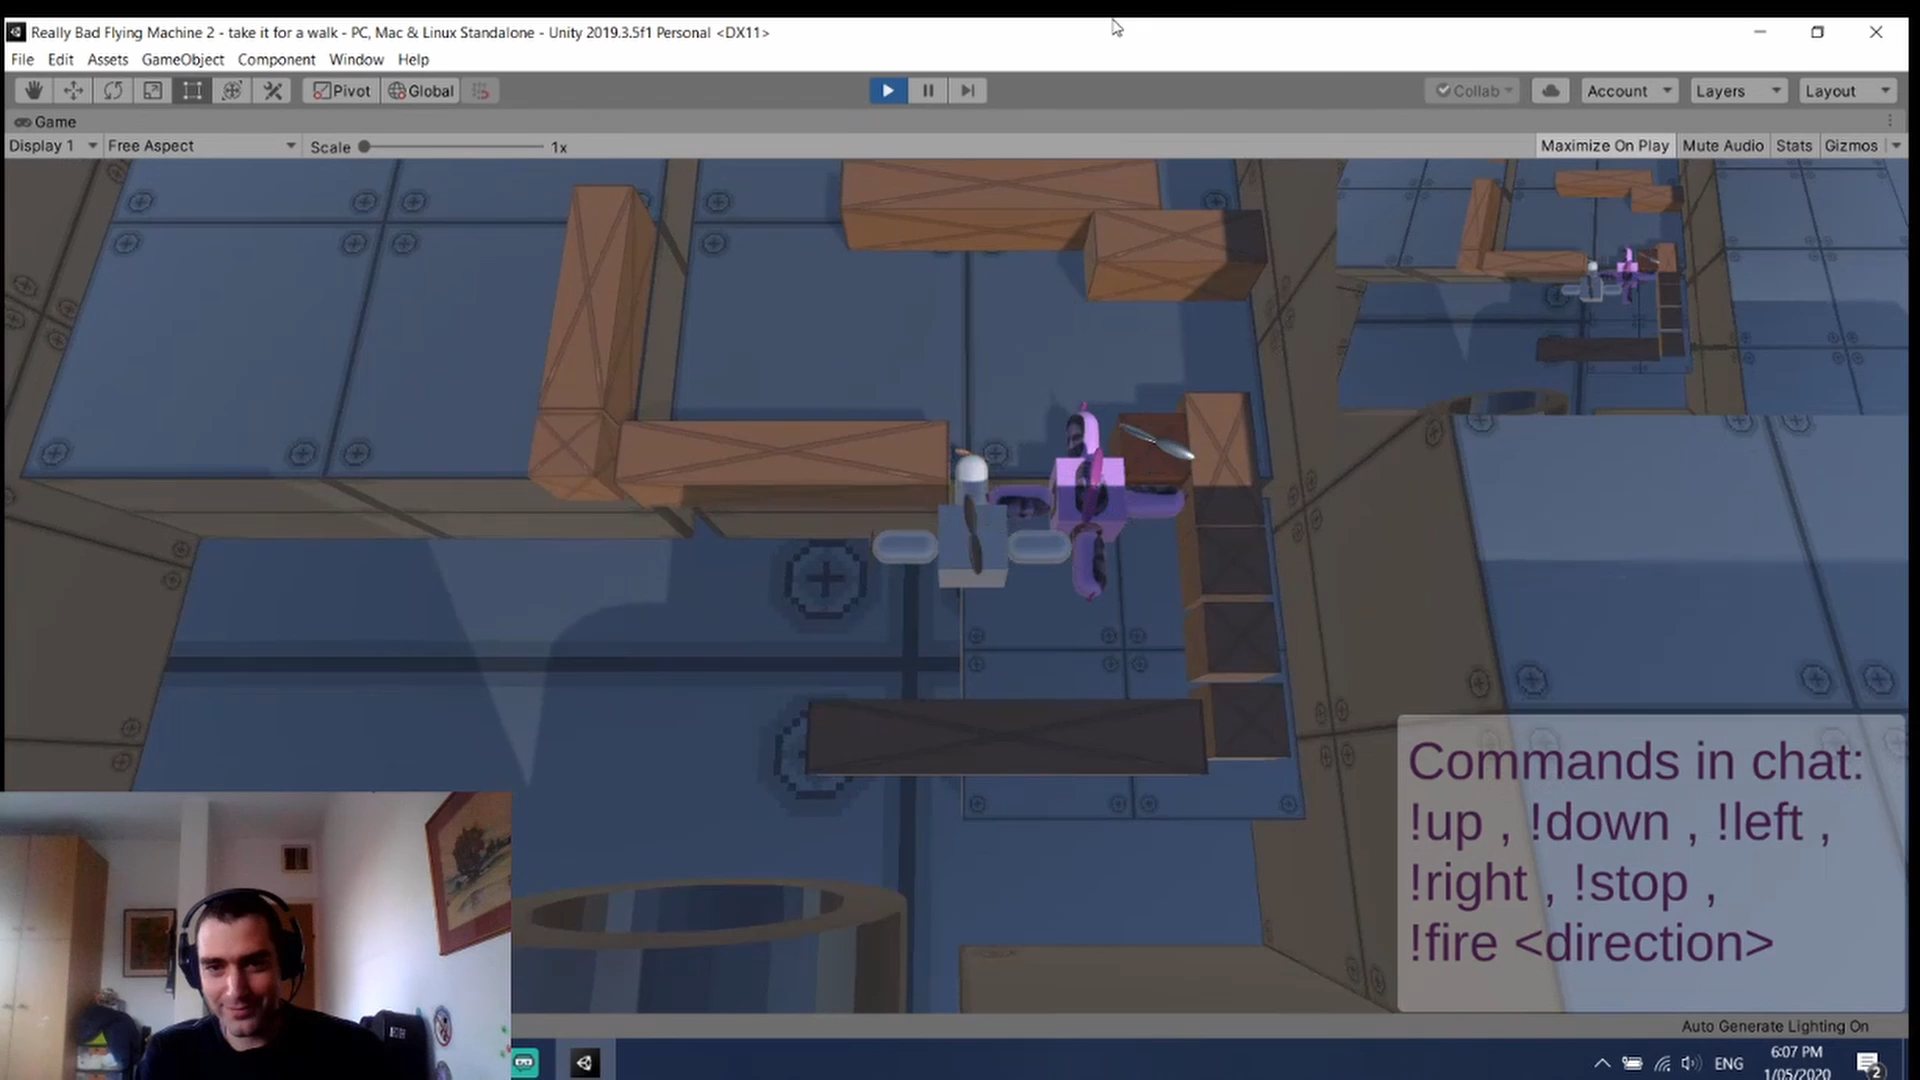 Really Bad Flying Machine 2 - take it for a walk - PC, Mac & Linux Standalone - Unity 2019.3.5f1 Personal <DX11>
File Edit Assets GameObject Component Window Help
Pivot Global Collab Account Layers Layout
Game
Display 1 Free Aspect Scale 1x Maximize On Play Mute Audio Stats Gizmos
Commands in chat:
!up , !down , !left ,
!right , !stop ,
!fire <direction>
Auto Generate Lighting On
ENG 6:07 PM
1/05/2020 2